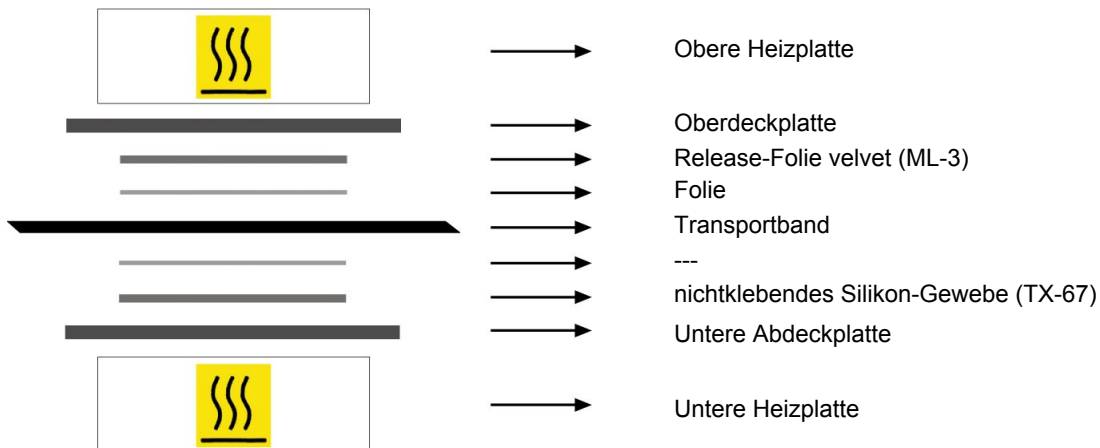 Obere Heizplatte
Oberdeckplatte
Release-Folie velvet (ML-3)
Folie
Transportband
---
nichtklebendes Silikon-Gewebe (TX-67)
Untere Abdeckplatte
Untere Heizplatte